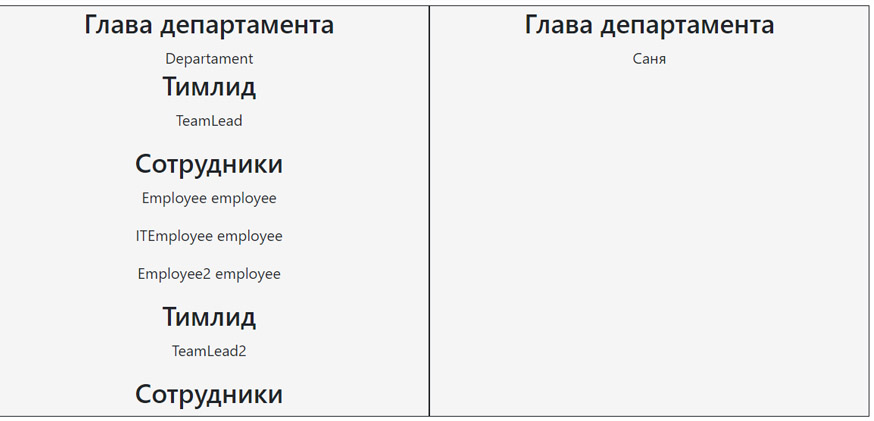 Глава департамента
Departament
Тимлид
TeamLead
Сотрудники
Employee employee
ITEmployee employee
Employee2 employee
Тимлид
TeamLead2
Сотрудники
Глава департамента
Саня